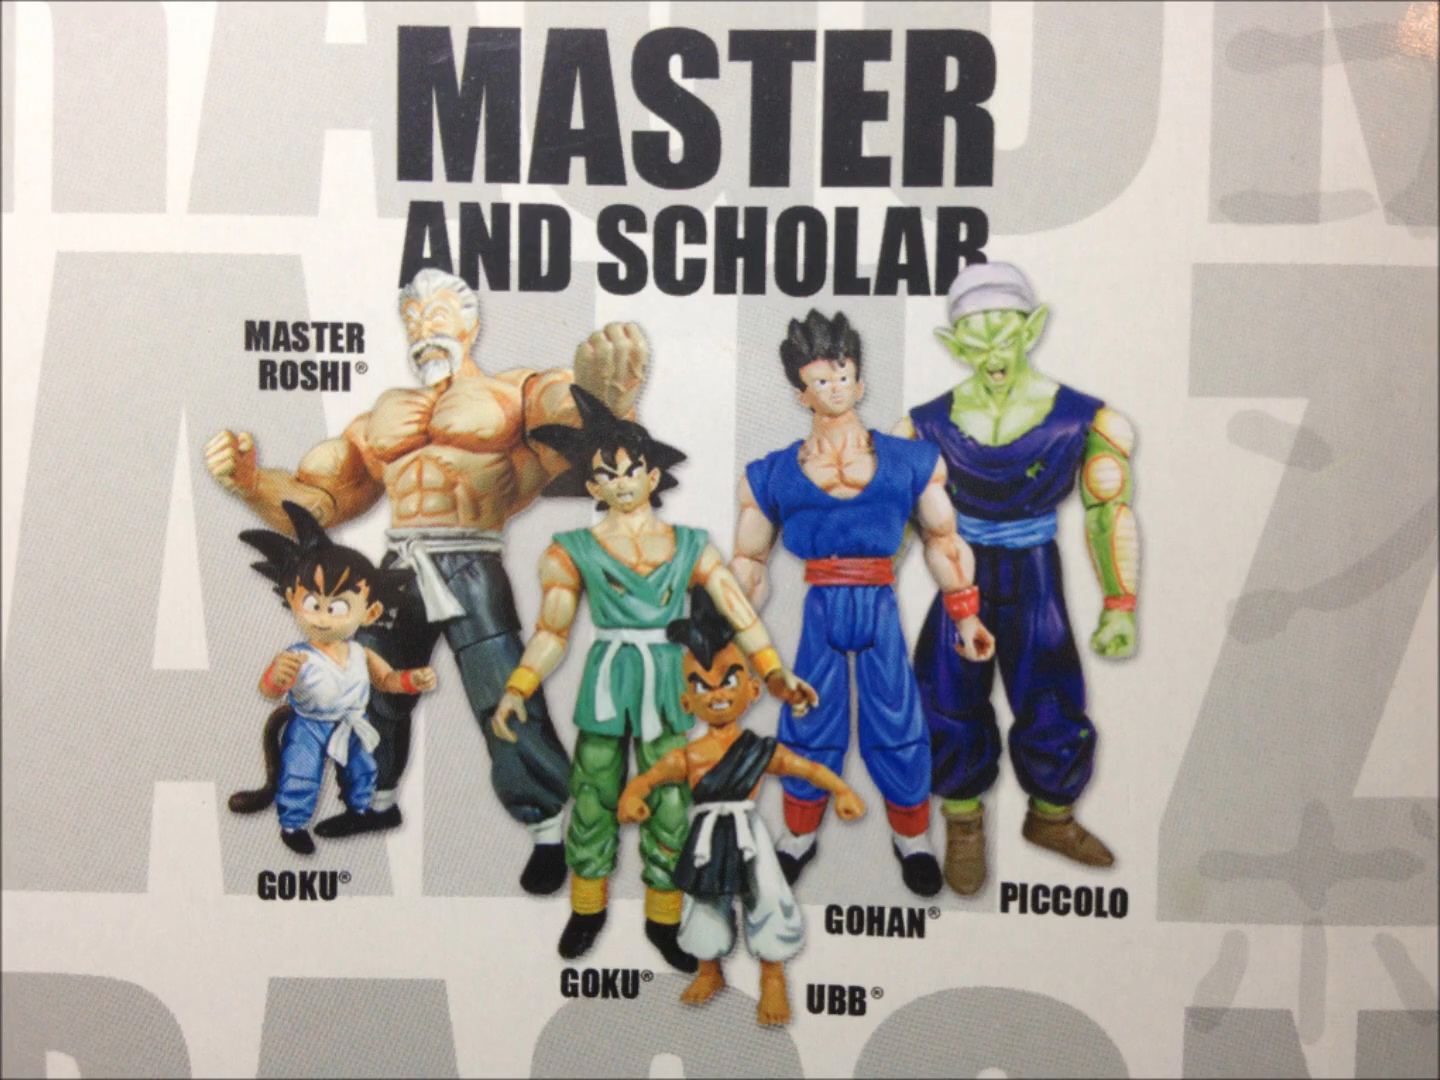 MASTER
AND SCHOLAR
MASTER
ROSHI®
GOKU®
GOKU®
UBB®
GOHAN®
PICCOLO